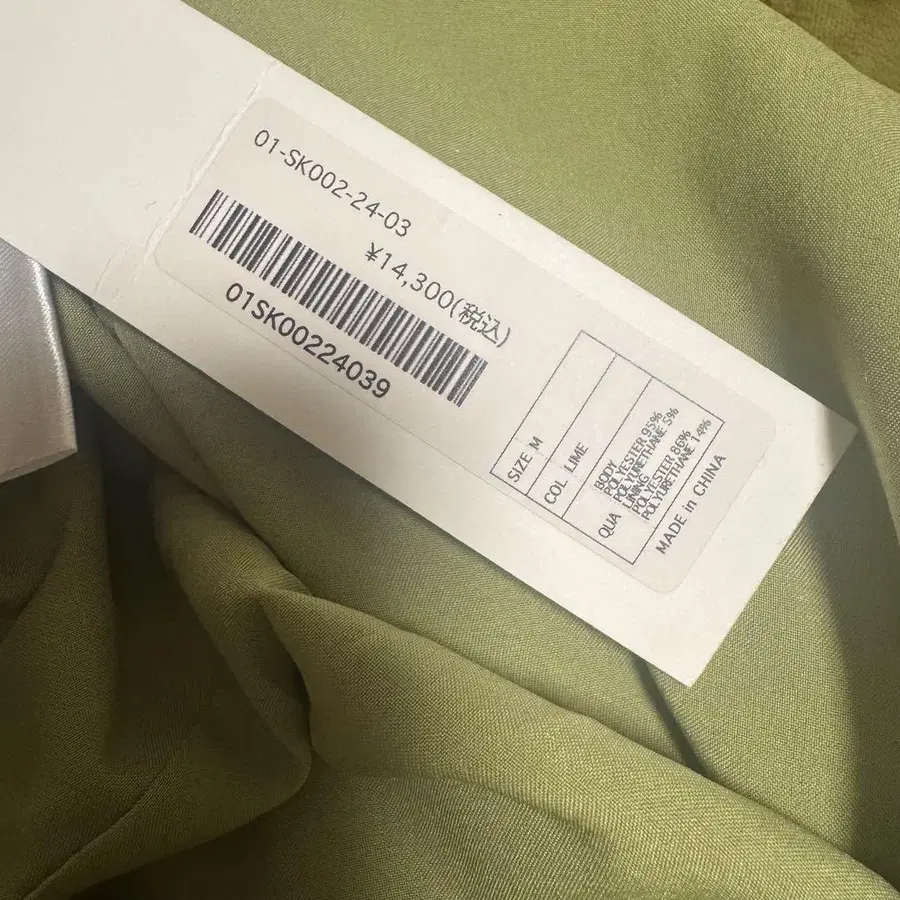 01-SK002-24-03
¥14,300(税込)
01SK00224039
SIZE M
COL LIME
QUA
BODY
POLYESTER 95%
POLYURETHANE 5%
LINING
POLYESTER 86%
POLYURETHANE 14%
MADE in CHINA